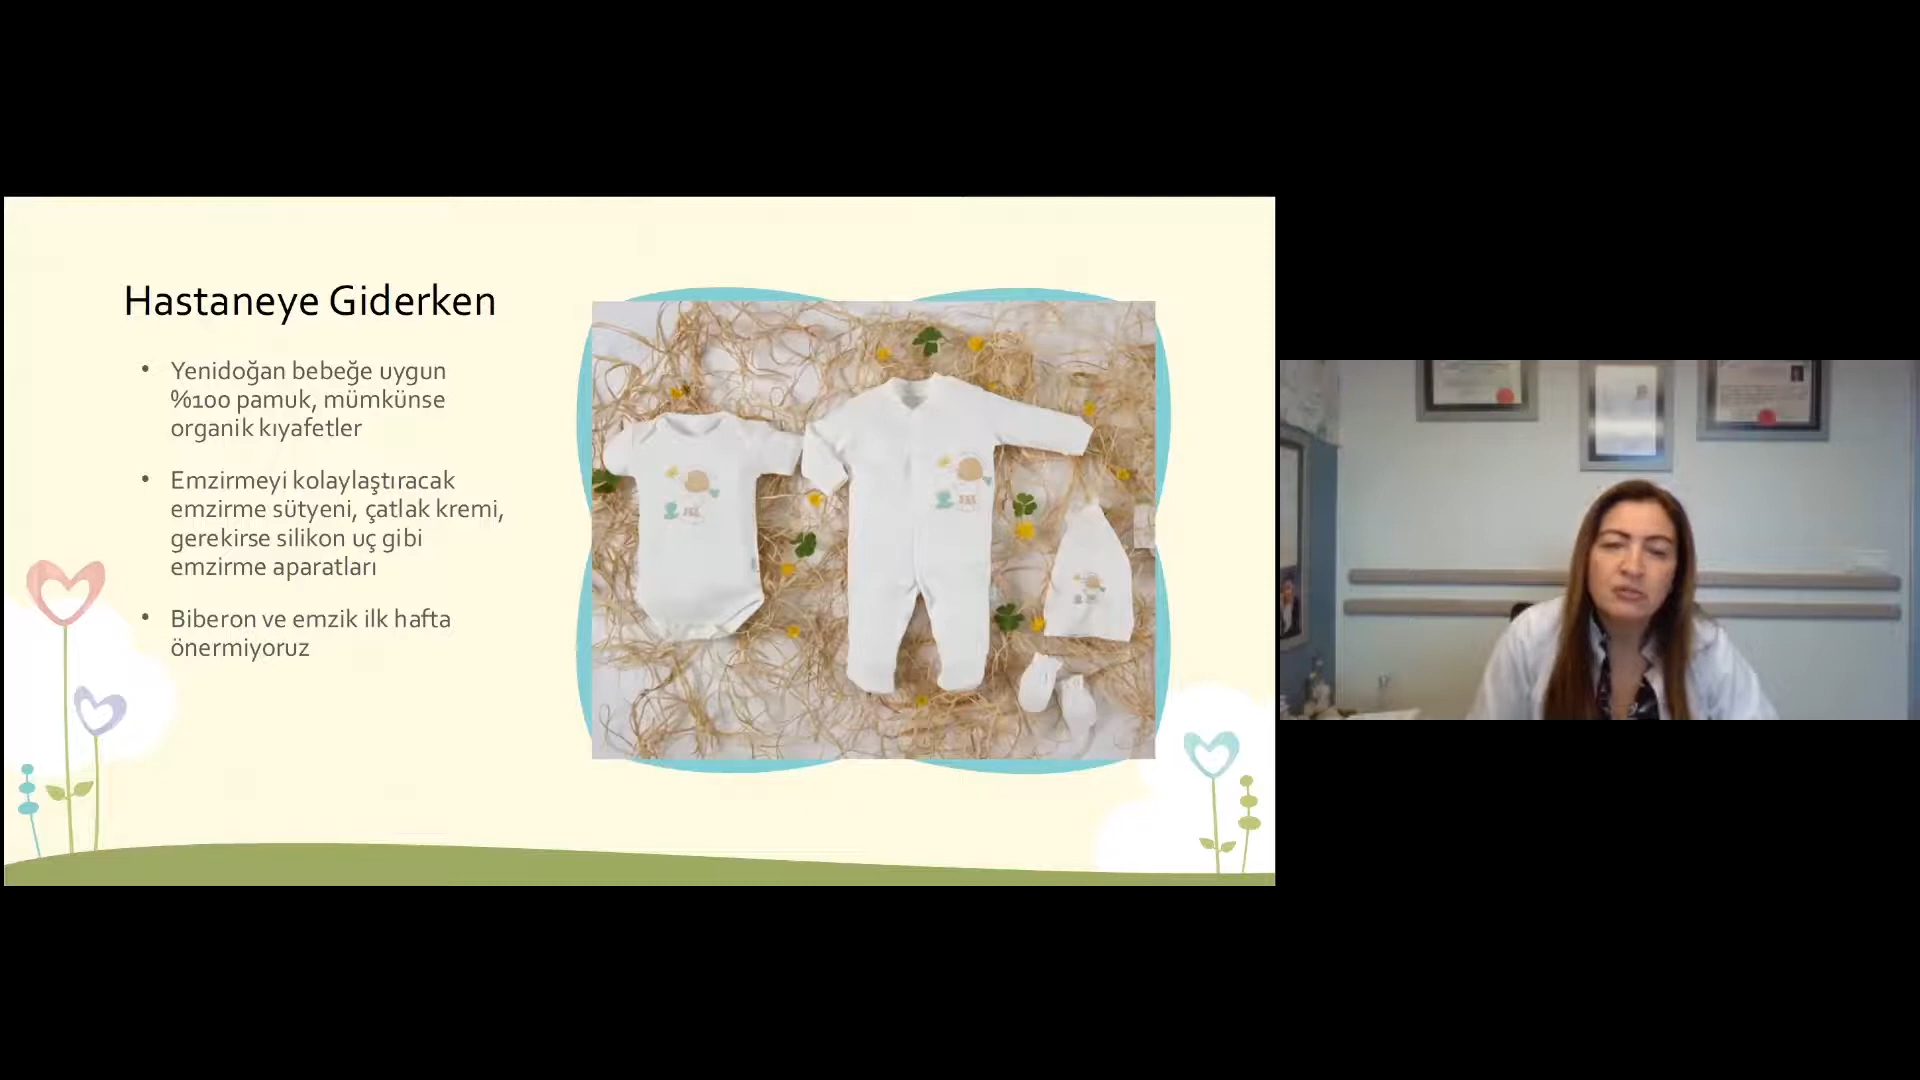 Hastaneye Giderken
• Yenidoğan bebeğe uygun
%100 pamuk, mümkünse
organik kıyafetler
• Emzirmeyi kolaylaştıracak
emzirme sütyeni, çatlak kremi,
gerekirse silikon uç gibi
emzirme aparatları
• Biberon ve emzik ilk hafta
önermiyoruz